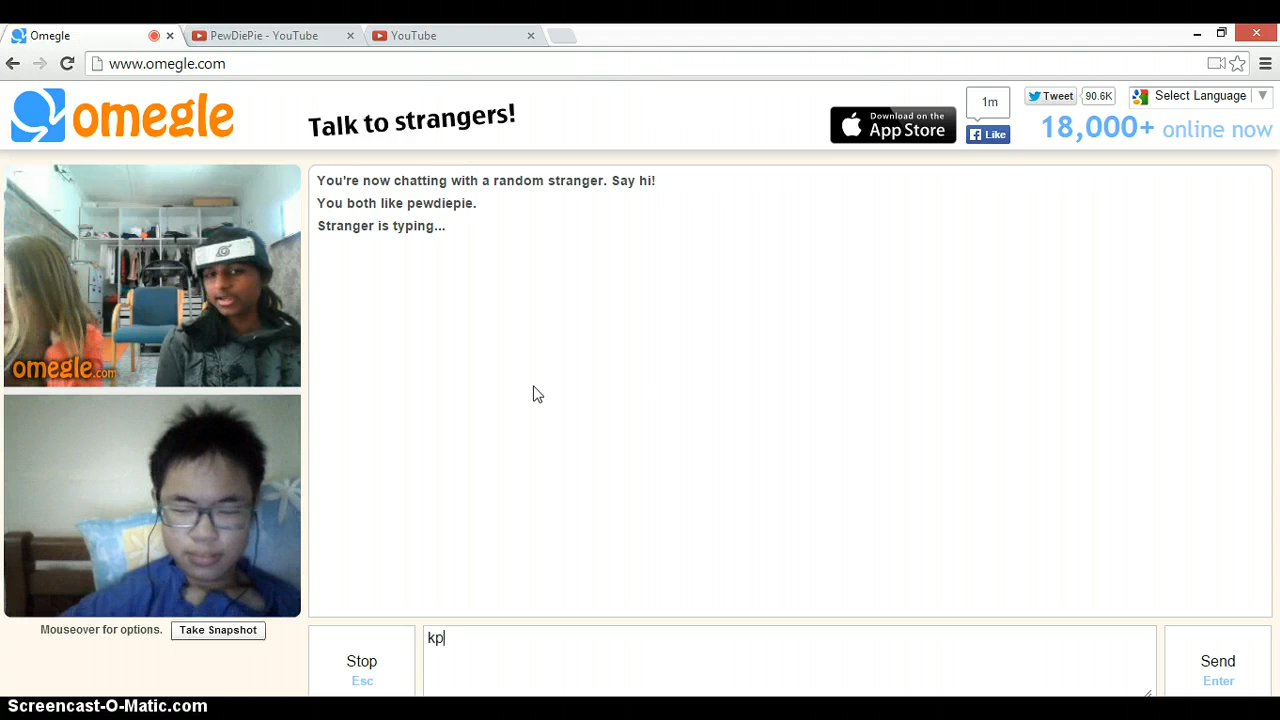 Omegle
PewDiePie - YouTube
YouTube
www.omegle.com
omegle
Talk to strangers!
Download on the
App Store
1m
Like
Tweet
90.6K
Select Language
18,000+ online now
You're now chatting with a random stranger. Say hi!
You both like pewdiepie.
Stranger is typing...
omegle.com
Mouseover for options.
Take Snapshot
Stop
Esc
kp
Send
Enter
Screencast-O-Matic.com